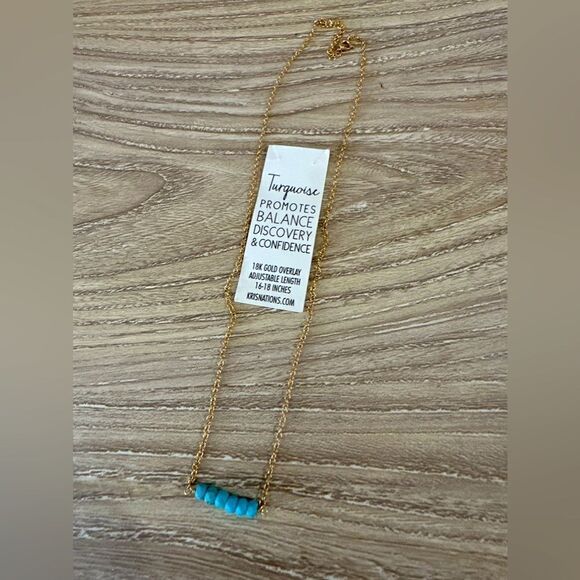 Turquoise
PROMOTES
BALANCE
DISCOVERY
& CONFIDENCE
18K GOLD OVERLAY
ADJUSTABLE LENGTH
16-18 INCHES
KRISNATIONS.COM